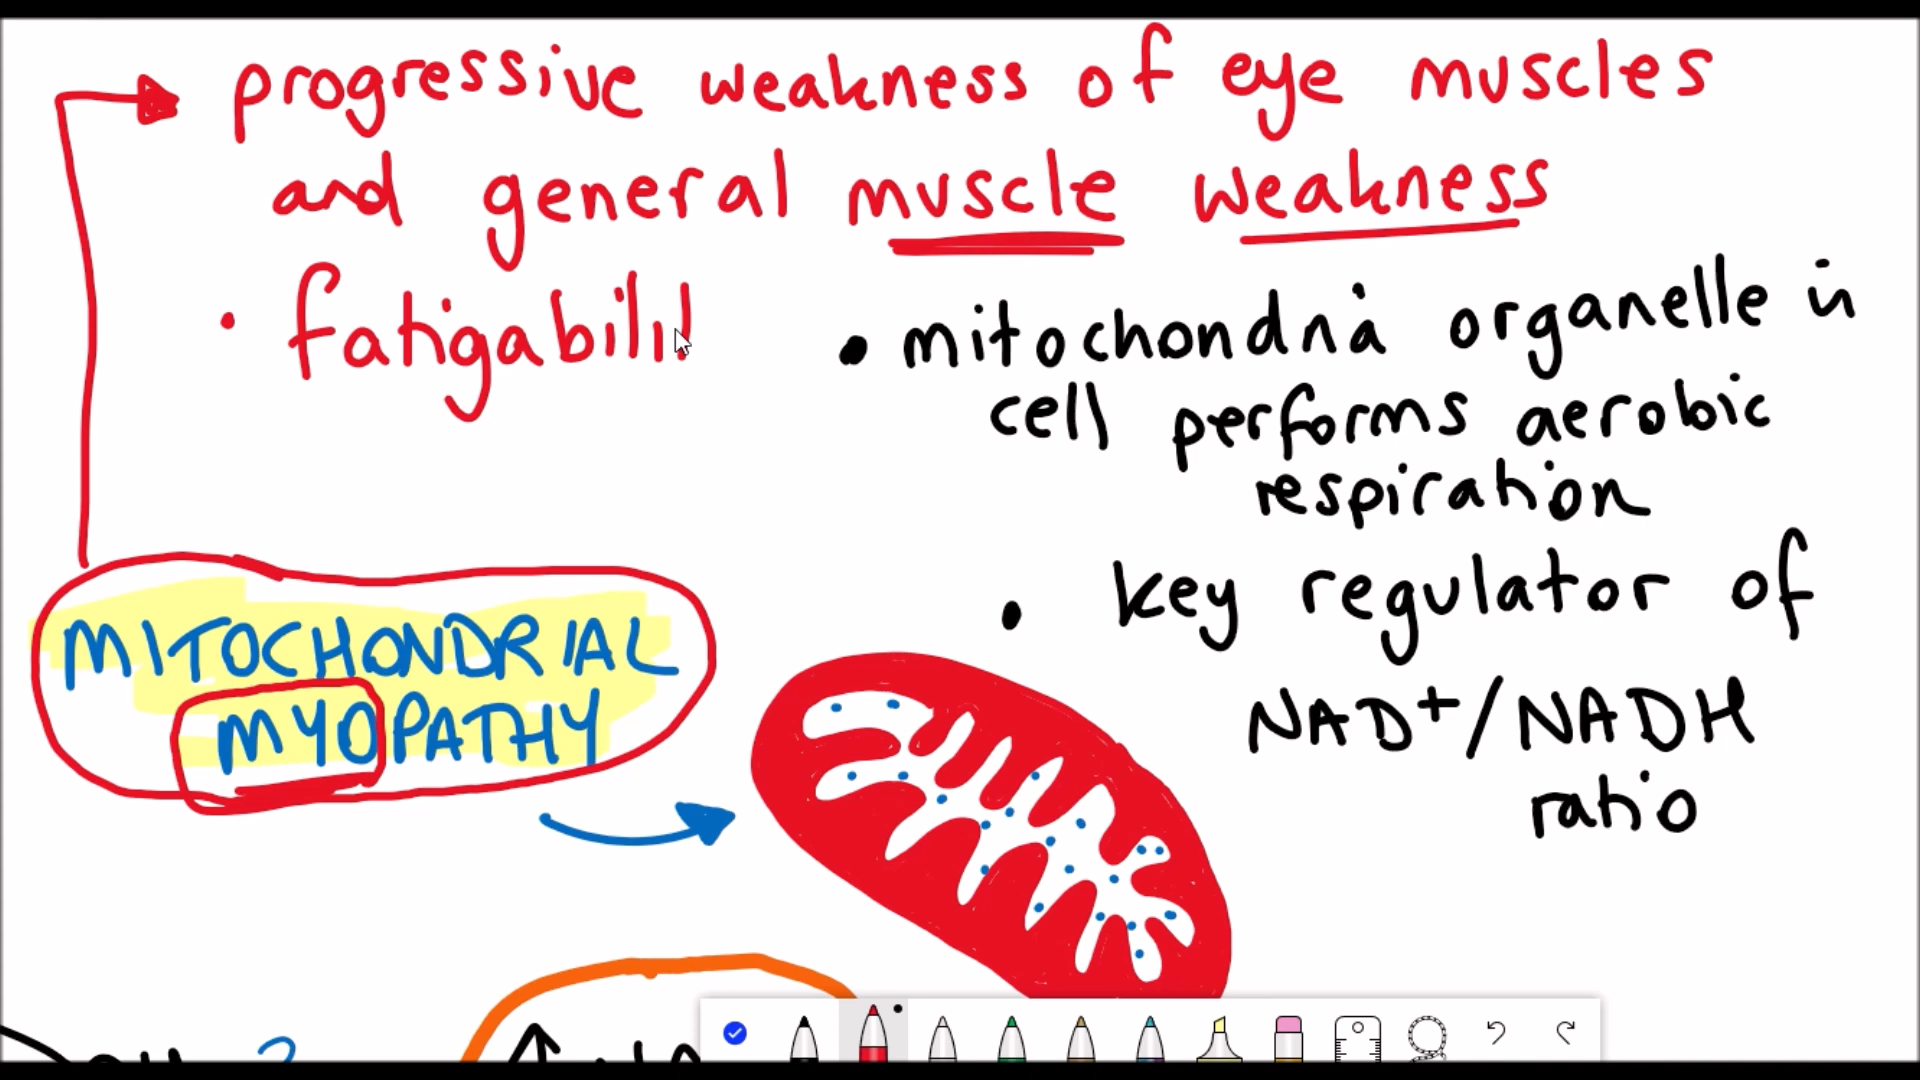 progressive weakness of eye muscles
and general muscle weakness
• fatigabili
• mitochondria organelle in
cell performs aerobic
respiration
• key regulator of
NAD+/NADH
ratio
MITOCHONDRIAL
MYOPATHY